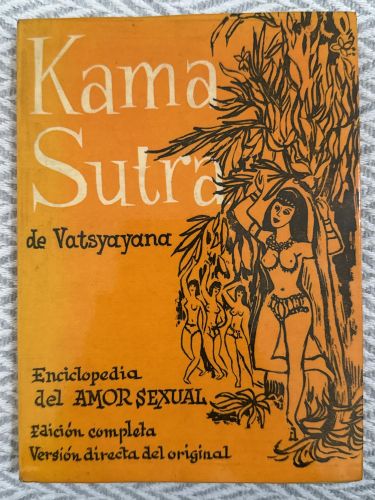 Kama
Sutra
de Vatsyayana
Enciclopedia
del AMOR SEXUAL
Edición completa
Versión directa del original